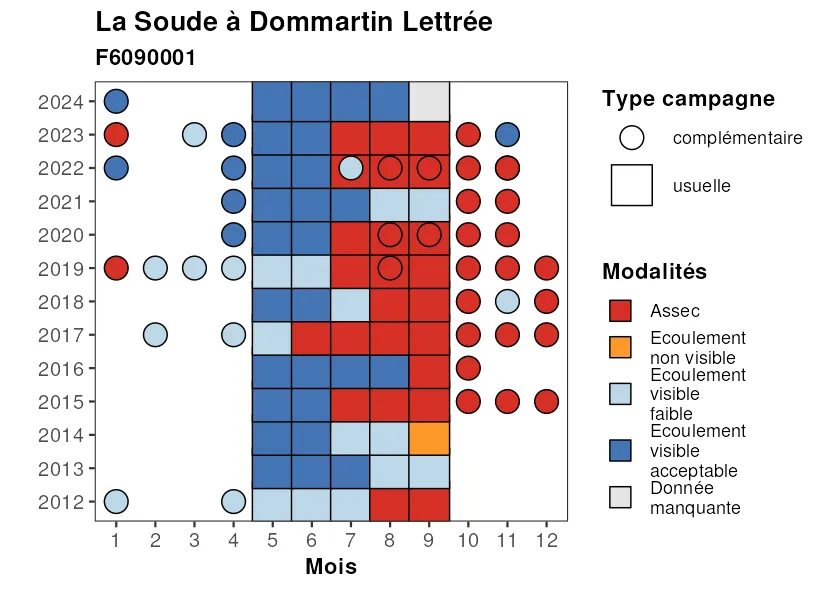 La Soude à Dommartin Lettrée
F6090001
2024
2023
2022
2021
2020
2019
2018
2017
2016
2015
2014
2013
2012
1 2 3 4 5 6 7 8 9 10 11 12
Mois
Type campagne
complémentaire
usuelle
Modalités
Assec
Ecoulement
non visible
Ecoulement
visible
faible
Ecoulement
visible
acceptable
Donnée
manquante